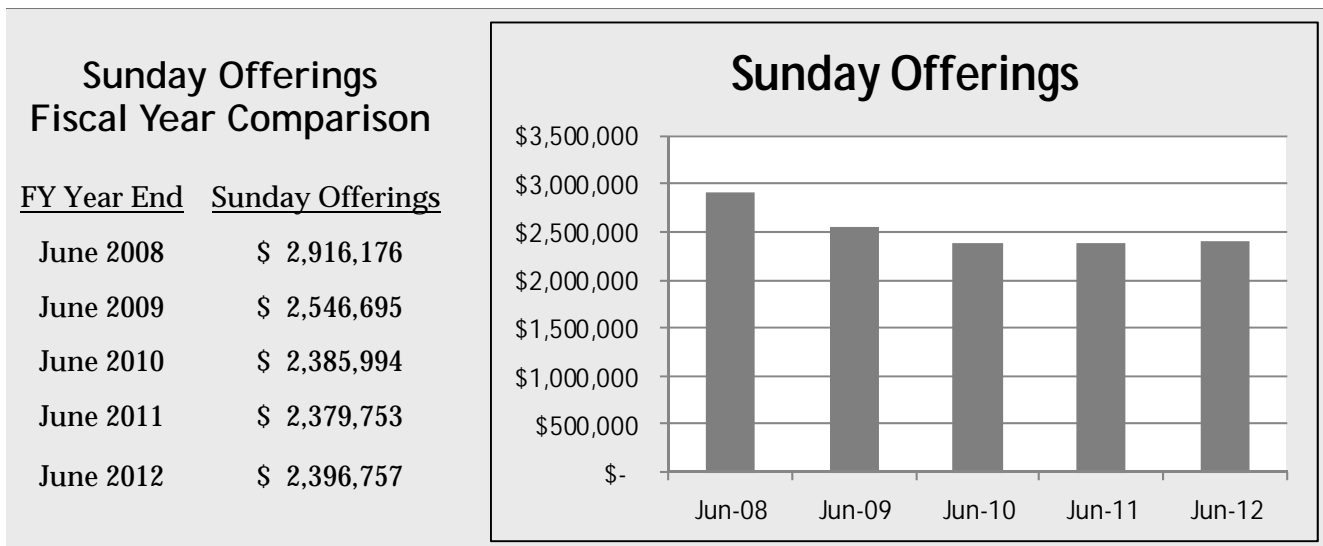 Sunday Offerings
Fiscal Year Comparison
FY Year End Sunday Offerings
June 2008 $ 2,916,176
June 2009 $ 2,546,695
June 2010 $ 2,385,994
June 2011 $ 2,379,753
June 2012 $ 2,396,757
Sunday Offerings
$3,500,000
$3,000,000
$2,500,000
$2,000,000
$1,500,000
$1,000,000
$500,000
$-
Jun-08 Jun-09 Jun-10 Jun-11 Jun-12